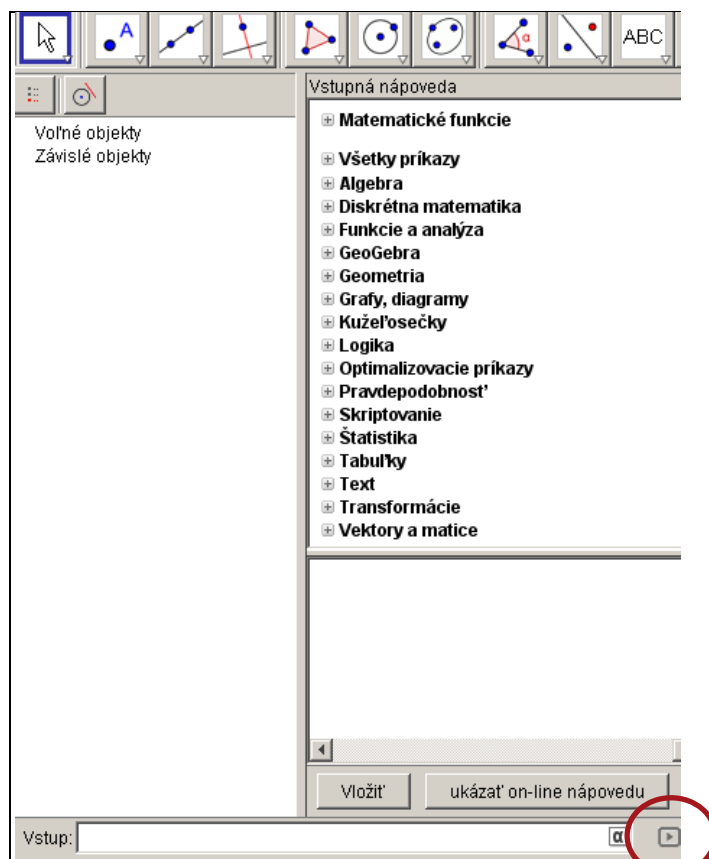 A
α
ABC
Vstupná nápoveda
Voľné objekty
Závislé objekty
Matematické funkcie
Všetky príkazy
Algebra
Diskrétna matematika
Funkcie a analýza
GeoGebra
Geometria
Grafy, diagramy
Kužeľosečky
Logika
Optimalizovacie príkazy
Pravdepodobnosť
Skriptovanie
Štatistika
Tabuľky
Text
Transformácie
Vektory a matice
Vložiť
ukázať on-line nápovedu
Vstup:
α